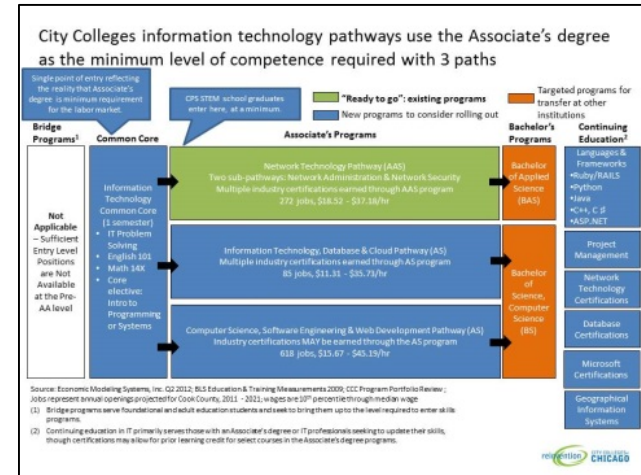 City Colleges information technology pathways use the Associate's degree
as the minimum level of competence required with 3 paths
Single point of entry reflecting
the reality that Associate's
degree is minimum requirement
for the labor market.
CPS STEM school graduates
enter here, at a minimum.
"Ready to go": existing programs
New programs to consider rolling out
Targeted programs for
transfer at other
institutions
Bridge
Programs¹
Common Core
Associate's Programs
Bachelor's
Programs
Continuing
Education²
Not
Applicable
– Sufficient
Entry Level
Positions
are Not
Available
at the Pre-
AA level
Information
Technology
Common Core
(1 semester)
• IT Problem
Solving
• English 101
• Math 14X
• Core
elective:
Intro to
Programming
or Systems
Network Technology Pathway (AAS)
Two sub-pathways: Network Administration & Network Security
Multiple industry certifications earned through AAS program
272 jobs, $18.52 - $37.18/hr
Information Technology, Database & Cloud Pathway (AS)
Multiple industry certifications earned through AS program
85 jobs, $11.31 - $35.73/hr
Computer Science, Software Engineering & Web Development Pathway (AS)
Industry certifications MAY be earned through the AS program
618 jobs, $15.67 - $45.19/hr
Bachelor
of Applied
Science
(BAS)
Bachelor
of
Science,
Computer
Science
(BS)
Languages &
Frameworks
•Ruby/RAILS
•Python
•Java
•C++, C #
•ASP.NET
Project
Management
Network
Technology
Certifications
Database
Certifications
Microsoft
Certifications
Geographical
Information
Systems
Source: Economic Modeling Systems, Inc. Q2 2012; BLS Education & Training Measurements 2009; CCC Program Portfolio Review;
Jobs represent annual openings projected for Cook County, 2011 - 2021; wages are 10th percentile through median wage
(1) Bridge programs serve foundational and adult education students and seek to bring them up to the level required to enter skills
programs.
(2) Continuing education in IT primarily serves those with an Associate's degree or IT professionals seeking to update their skills,
though certifications may allow for prior learning credit for select courses in the Associate's degree programs.
reinvention
CITY COLLEGES of
CHICAGO